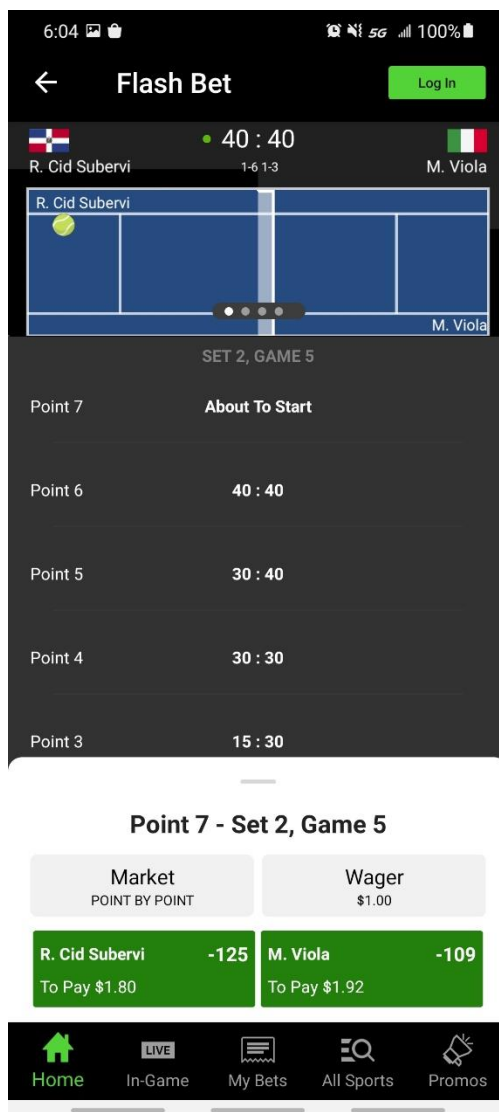 6:04 5G 100%
Flash Bet Log In
40 : 40
R. Cid Subervi 1-6 1-3 M. Viola
R. Cid Subervi
M. Viola
SET 2, GAME 5
Point 7 About To Start
Point 6 40 : 40
Point 5 30 : 40
Point 4 30 : 30
Point 3 15 : 30
Point 7 - Set 2, Game 5
Market Wager
POINT BY POINT $1.00
R. Cid Subervi -125 M. Viola -109
To Pay $1.80 To Pay $1.92
LIVE
Home In-Game My Bets All Sports Promos